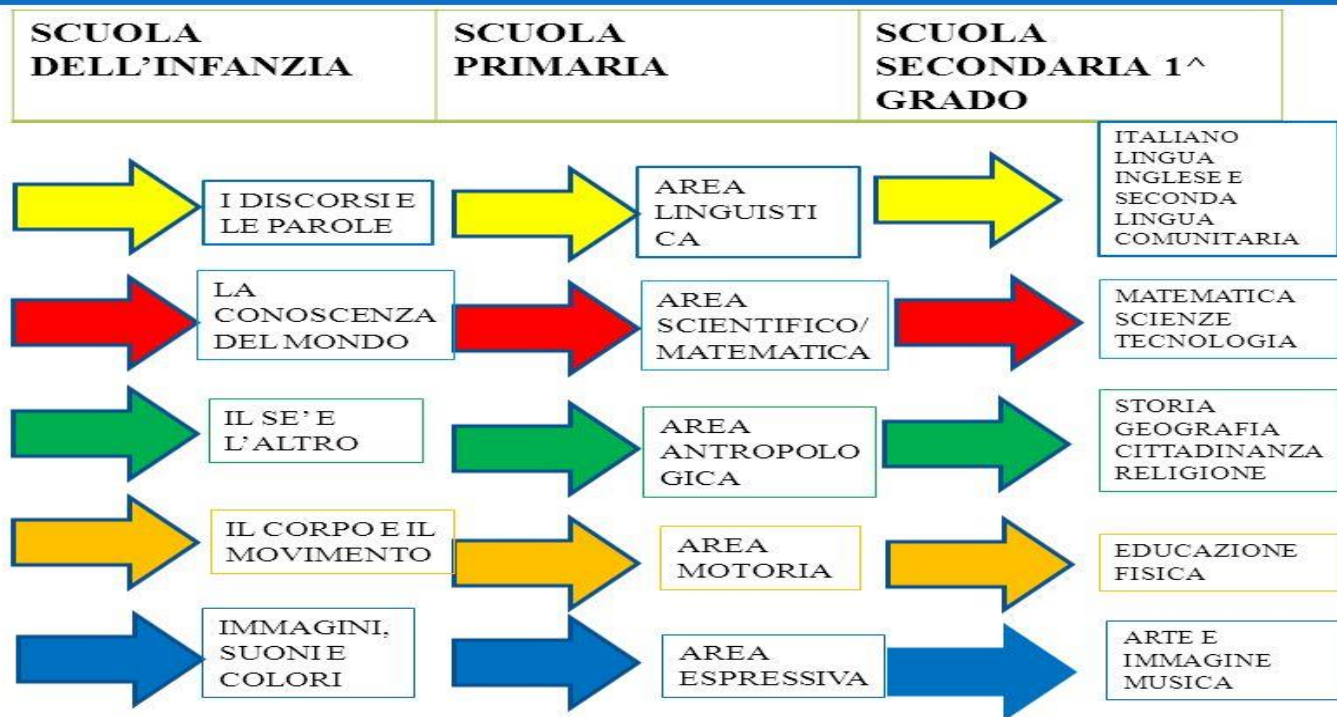 SCUOLA
DELL'INFANZIA
SCUOLA
PRIMARIA
SCUOLA
SECONDARIA 1^
GRADO
I DISCORSI E
LE PAROLE
AREA
LINGUISTI
CA
ITALIANO
LINGUA
INGLESE E
SECONDA
LINGUA
COMUNITARIA
LA
CONOSCENZA
DEL MONDO
AREA
SCIENTIFICO/
MATEMATICA
MATEMATICA
SCIENZE
TECNOLOGIA
IL SE' E
L'ALTRO
AREA
ANTROPOLO
GICA
STORIA
GEOGRAFIA
CITTADINANZA
RELIGIONE
IL CORPO E IL
MOVIMENTO
AREA
MOTORIA
EDUCAZIONE
FISICA
IMMAGINI,
SUONI E
COLORI
AREA
ESPRESSIVA
ARTE E
IMMAGINE
MUSICA